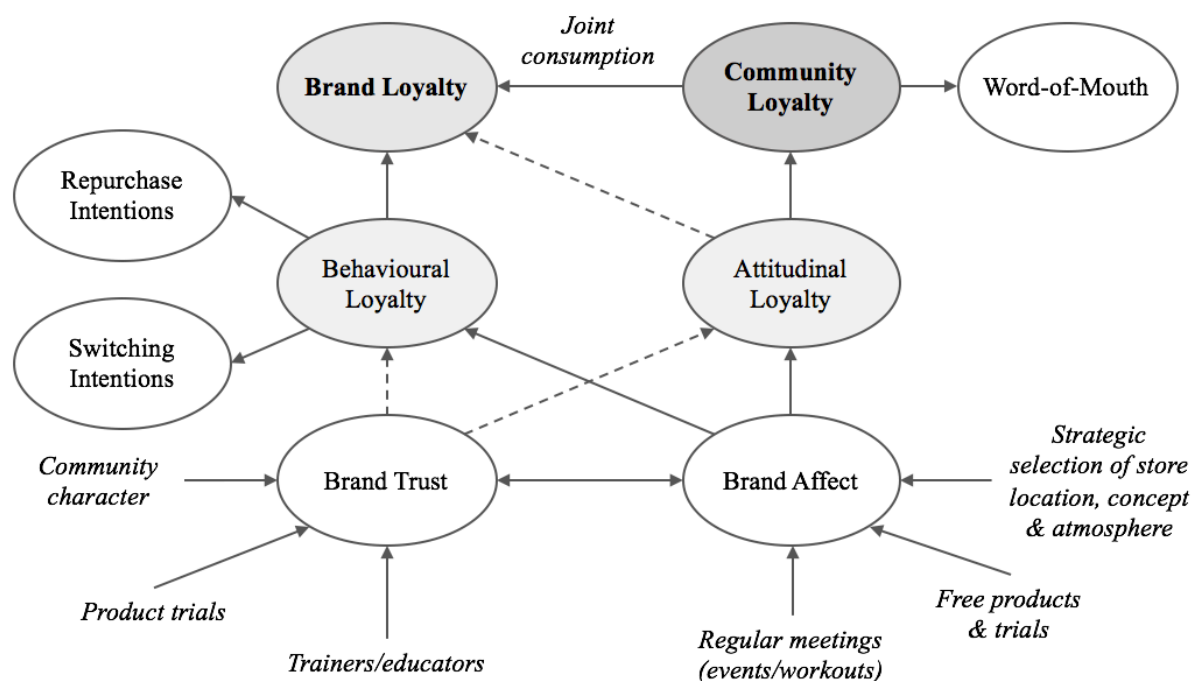 Joint
consumption
Brand Loyalty
Community
Loyalty
Word-of-Mouth
Repurchase
Intentions
Behavioural
Loyalty
Attitudinal
Loyalty
Switching
Intentions
Community
character
Brand Trust
Brand Affect
Strategic
selection of store
location, concept
& atmosphere
Product trials
Trainers/educators
Regular meetings
(events/workouts)
Free products
& trials